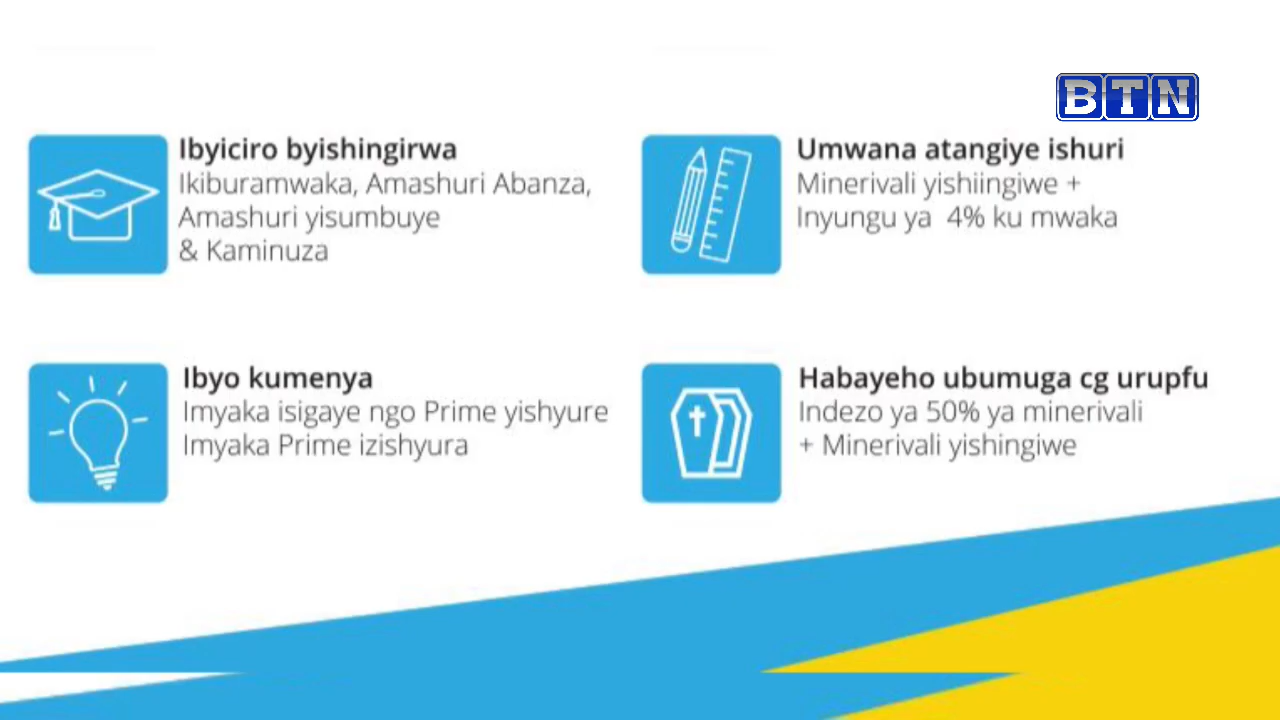 BTN
Ibyiciro byishingirwa
Ikiburamwaka, Amashuri Abanza,
Amashuri yisumbuye
& Kaminuza
Umwana atangiye ishuri
Minerivali yishiingiwe +
Inyungu ya 4% ku mwaka
Ibyo kumenya
Imyaka isigaye ngo Prime yishyure
Imyaka Prime izishyura
Habayeho ubumuga cg urupfu
Indezo ya 50% ya minerivali
+ Minerivali yishingiwe